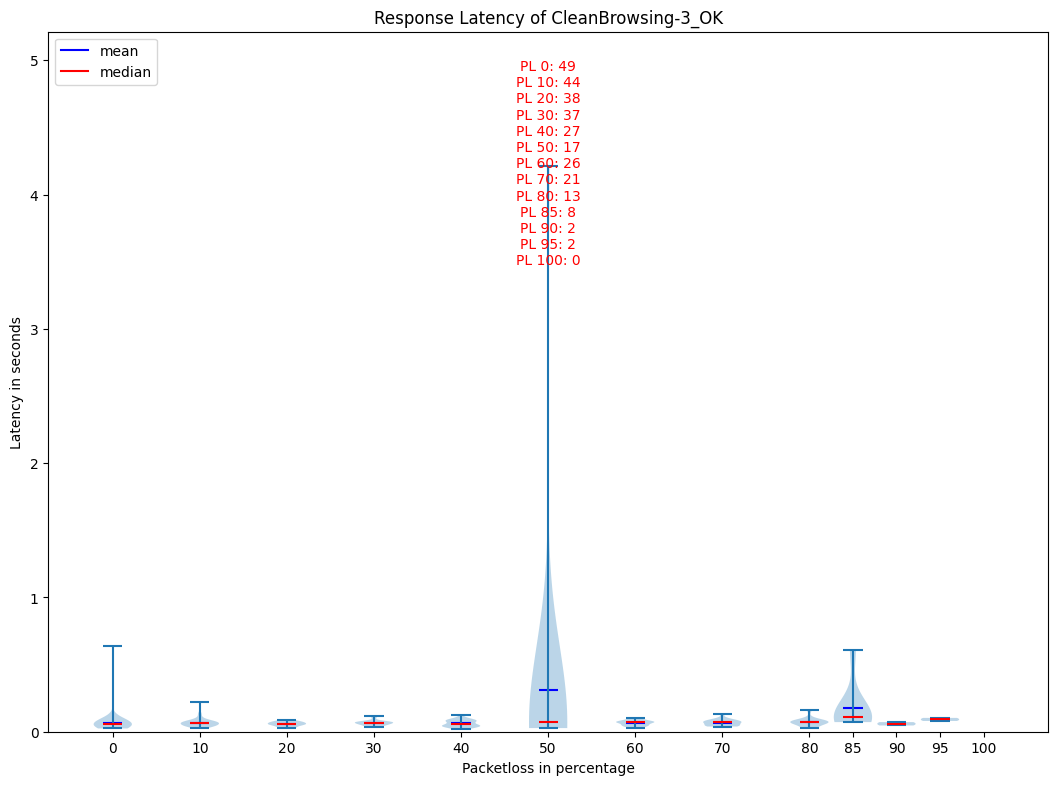 Response Latency of CleanBrowsing-3_OK
mean
median
PL 0: 49
PL 10: 44
PL 20: 38
PL 30: 37
PL 40: 27
PL 50: 17
PL 60: 26
PL 70: 21
PL 80: 13
PL 85: 8
PL 90: 2
PL 95: 2
PL 100: 0
Latency in seconds
5
4
3
2
1
0
0 10 20 30 40 50 60 70 80 85 90 95 100
Packetloss in percentage